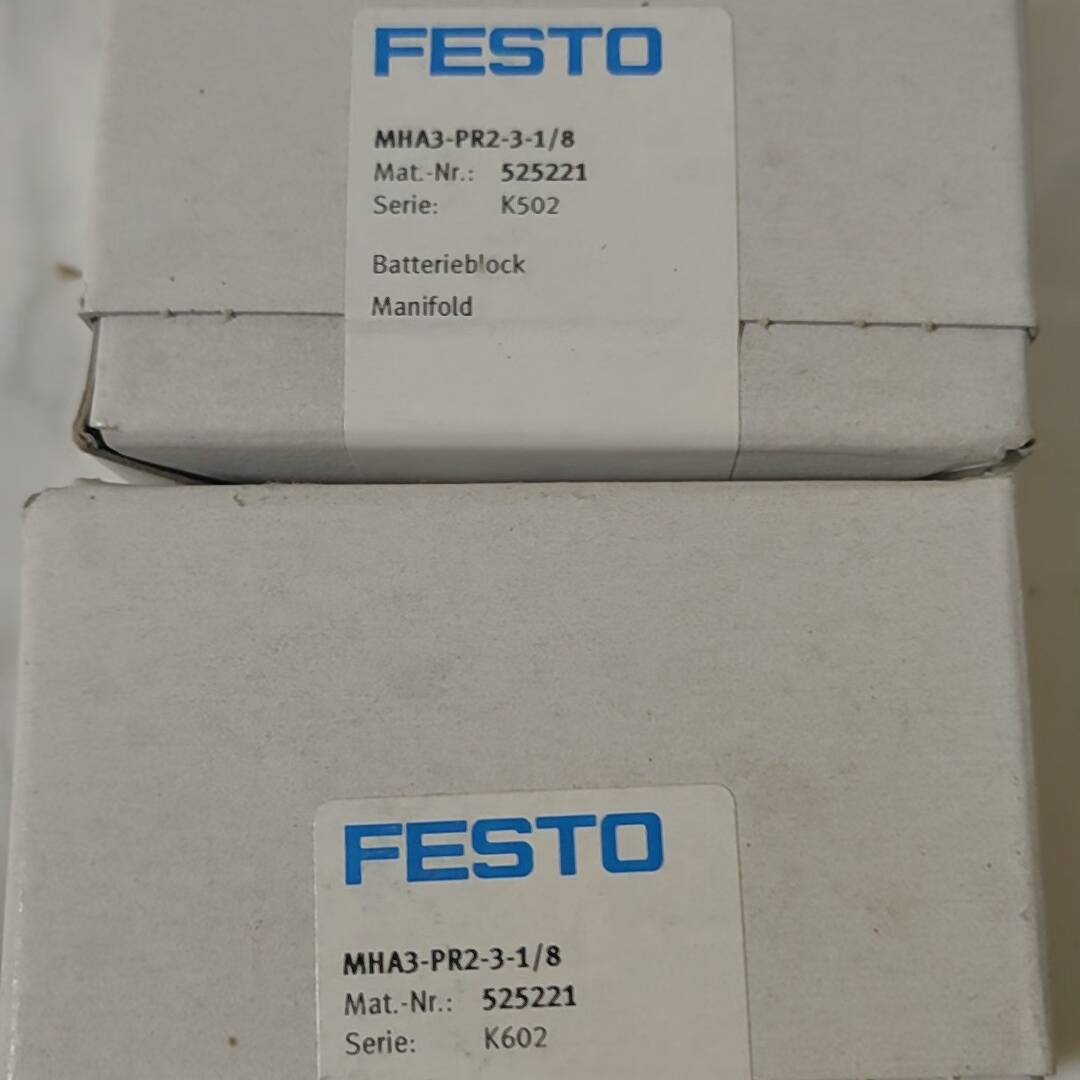 FESTO
MHA3-PR2-3-1/8
Mat.-Nr.: 525221
Serie: K502
Batterieblock
Manifold
FESTO
MHA3-PR2-3-1/8
Mat.-Nr.: 525221
Serie: K602